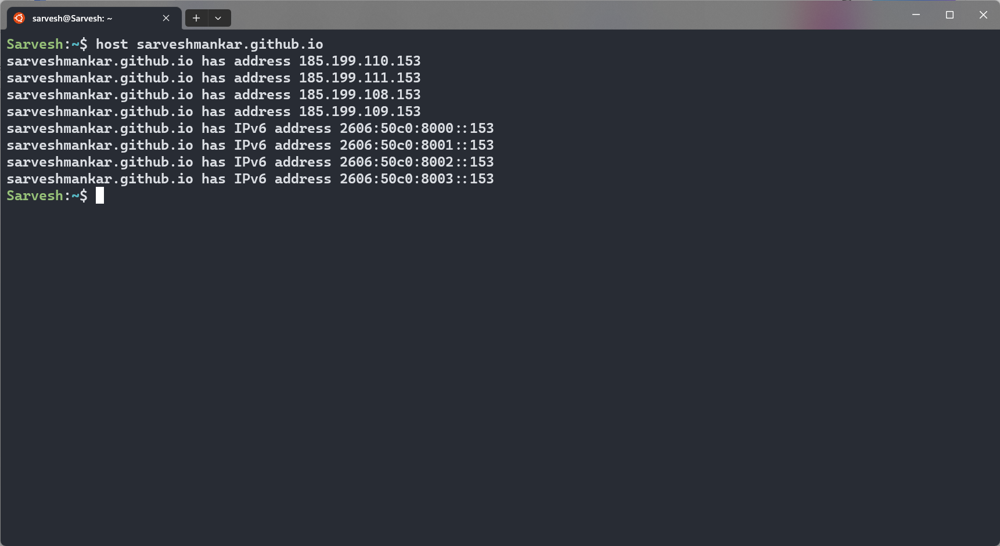 sarvesh@Sarvesh: ~
Sarvesh:~$ host sarveshmankar.github.io
sarveshmankar.github.io has address 185.199.110.153
sarveshmankar.github.io has address 185.199.111.153
sarveshmankar.github.io has address 185.199.108.153
sarveshmankar.github.io has address 185.199.109.153
sarveshmankar.github.io has IPv6 address 2606:50c0:8000::153
sarveshmankar.github.io has IPv6 address 2606:50c0:8001::153
sarveshmankar.github.io has IPv6 address 2606:50c0:8002::153
sarveshmankar.github.io has IPv6 address 2606:50c0:8003::153
Sarvesh:~$